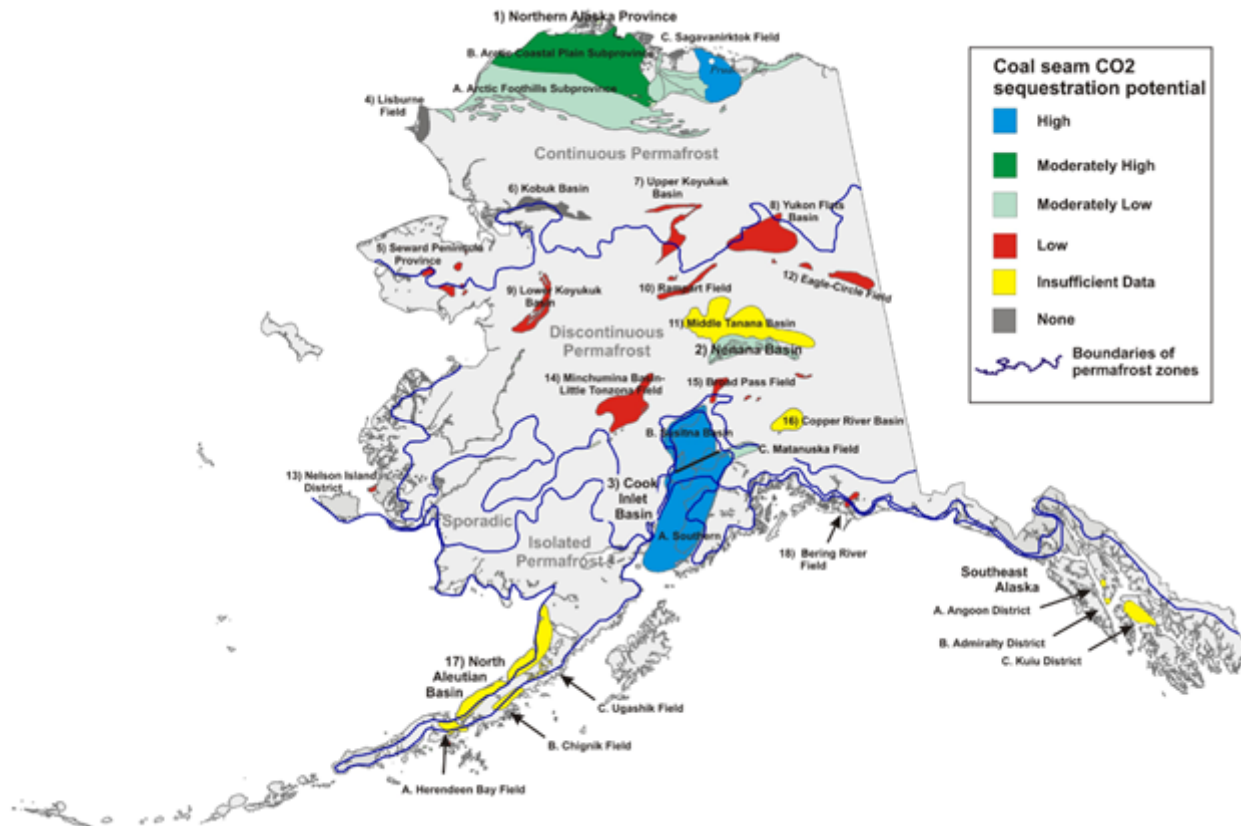 1) Northern Alaska Province
C. Sagavanirktok Field
B. Arctic Coastal Plain Subprovince
A. Arctic Foothills Subprovince
4) Lisburne
Field
Continuous Permafrost
6) Kobuk Basin
7) Upper Koyukuk
Basin
8) Yukon Flats
Basin
5) Seward Peninsula
Province
9) Lower Koyukuk
Basin
10) Rampart Field
12) Eagle-Circle Field
11) Middle Tanana Basin
Discontinuous
Permafrost
2) Nenana Basin
14) Minchumina Basin-
Little Tonzona Field
15) Broad Pass Field
16) Copper River Basin
B. Susitna Basin
C. Matanuska Field
13) Nelson Island
District
3) Cook
Inlet
Basin
Sporadic
A. Southern
Isolated
Permafrost
18) Bering River
Field
Southeast
Alaska
A. Angoon District
B. Admiralty District
C. Kuiu District
17) North
Aleutian
Basin
C. Ugashik Field
B. Chignik Field
A. Herendeen Bay Field
Coal seam CO2
sequestration potential
High
Moderately High
Moderately Low
Low
Insufficient Data
None
Boundaries of
permafrost zones